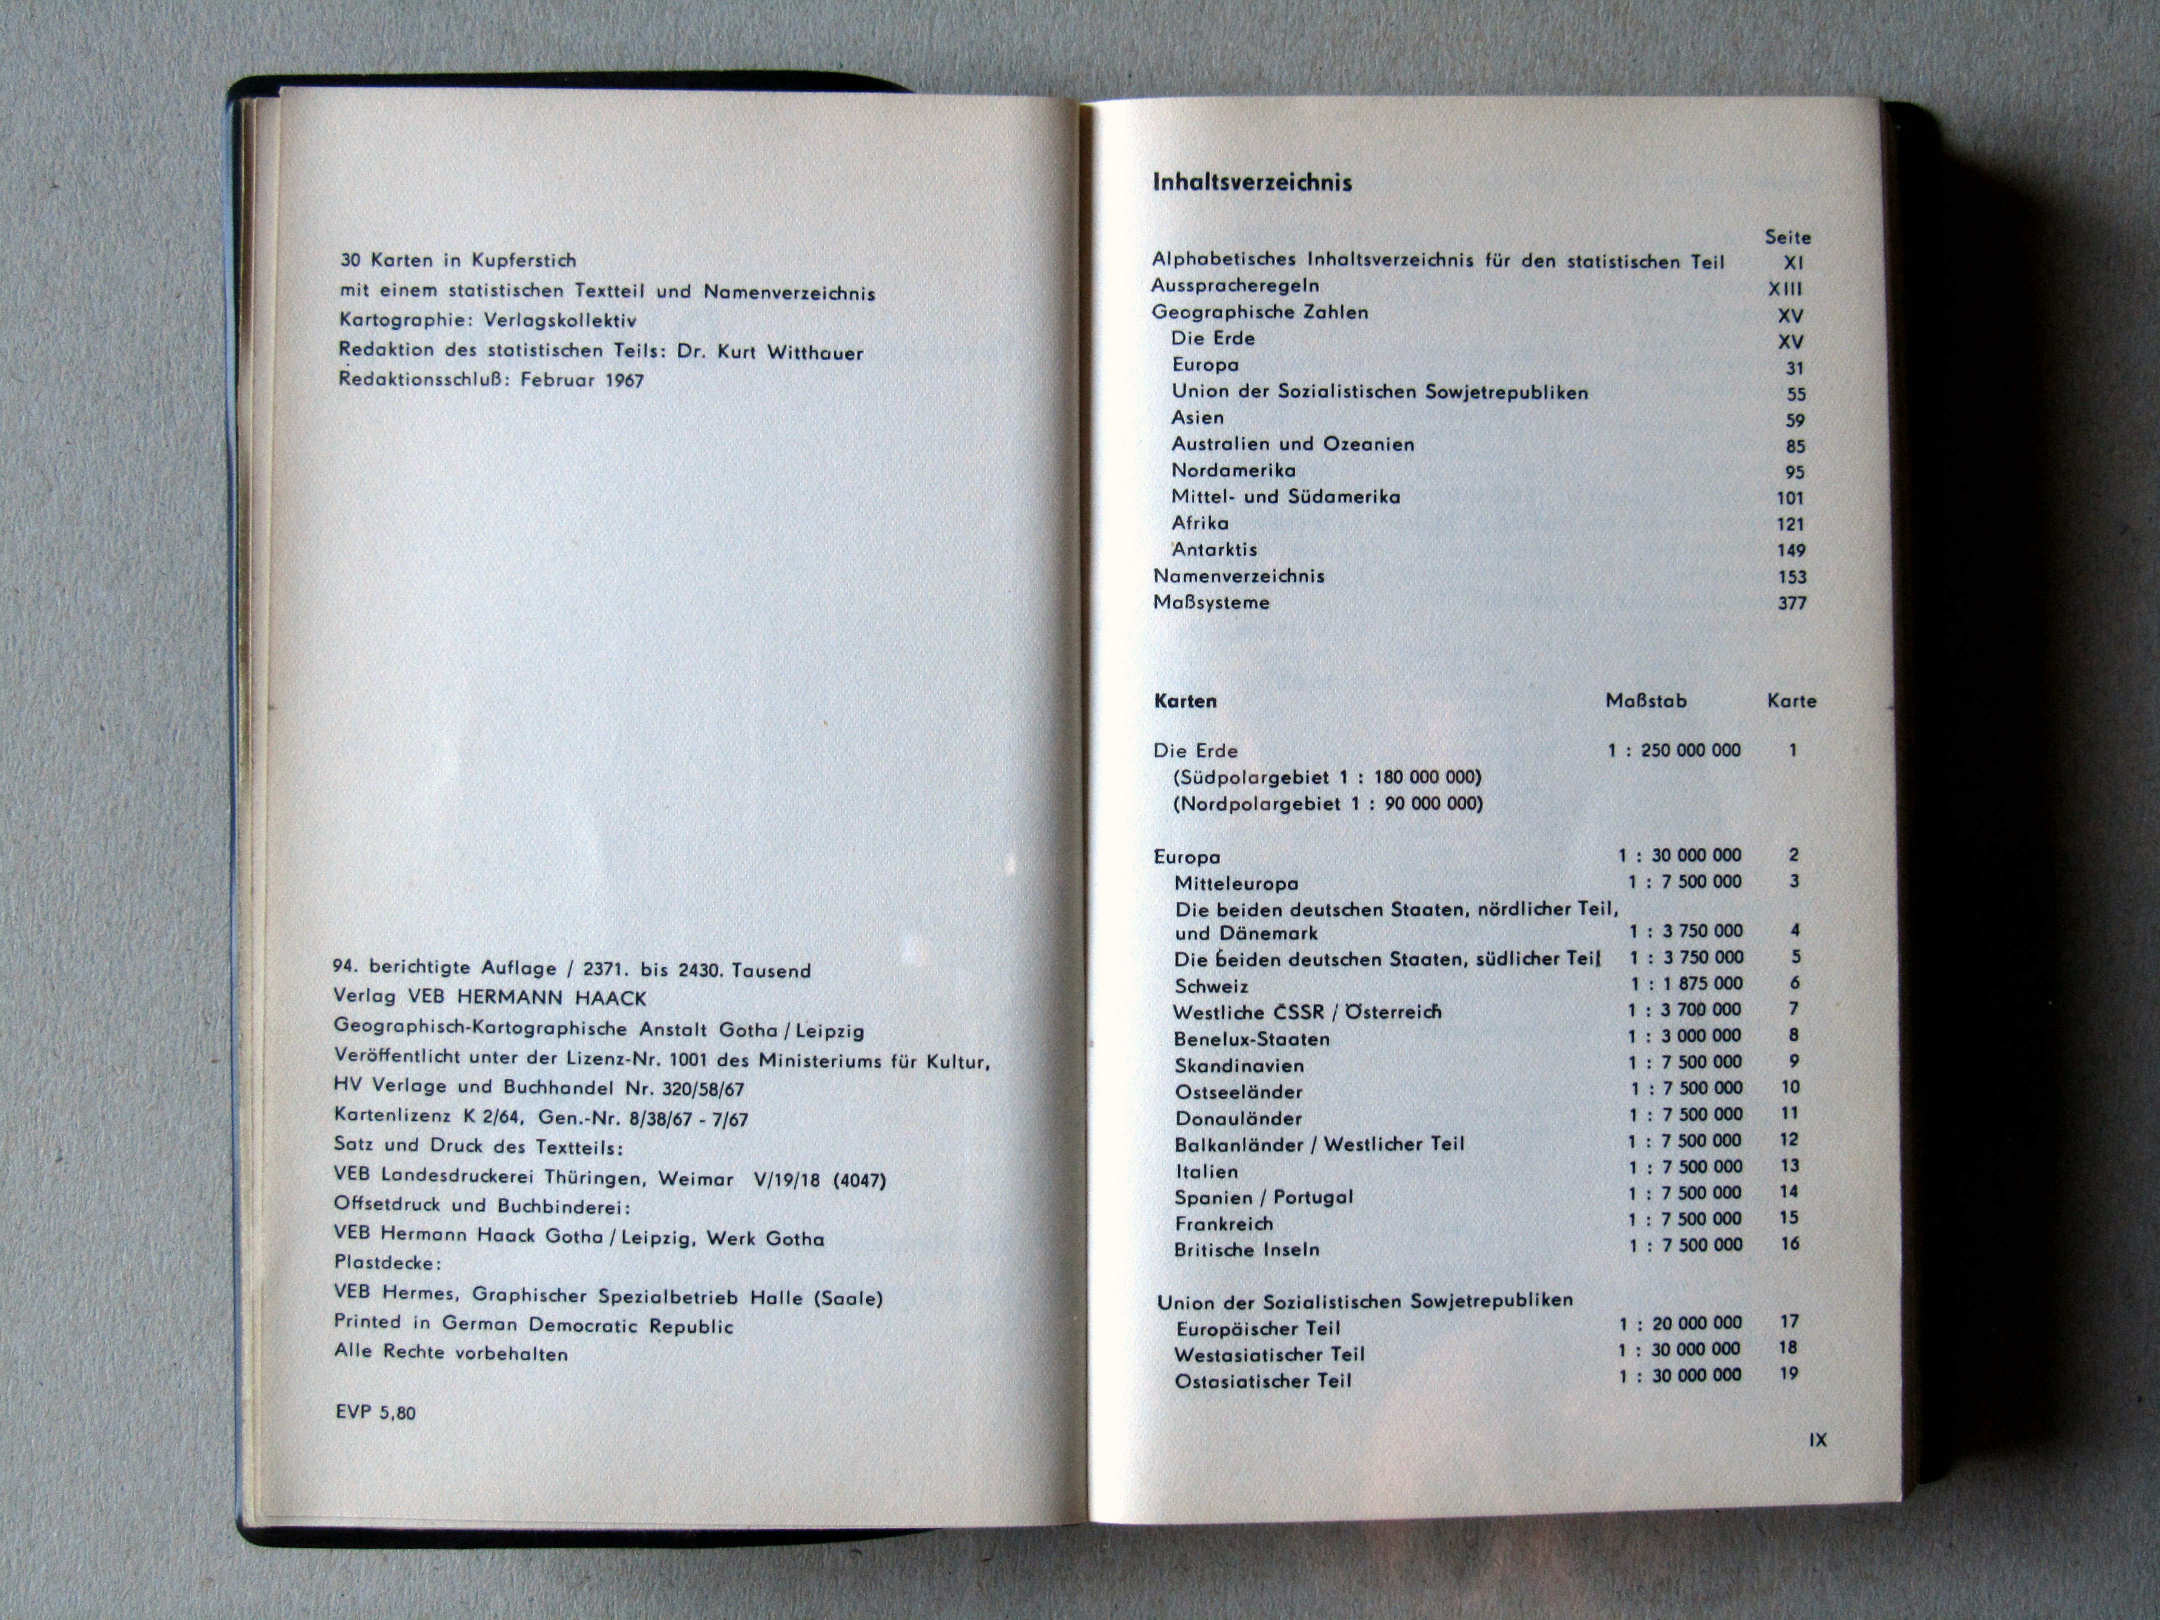 30 Karten in Kupferstich
mit einem statistischen Textteil und Namenverzeichnis
Kartographie: Verlagskollektiv
Redaktion des statistischen Teils: Dr. Kurt Witthauer
Redaktionsschluß: Februar 1967
94. berichtigte Auflage / 2371. bis 2430. Tausend
Verlag VEB HERMANN HAACK
Geographisch-Kartographische Anstalt Gotha / Leipzig
Veröffentlicht unter der Lizenz-Nr. 1001 des Ministeriums für Kultur,
HV Verlage und Buchhandel Nr. 320/58/67
Kartenlizenz K 2/64, Gen.-Nr. 8/38/67 - 7/67
Satz und Druck des Textteils:
VEB Landesdruckerei Thüringen, Weimar V/19/18 (4047)
Offsetdruck und Buchbinderei:
VEB Hermann Haack Gotha / Leipzig, Werk Gotha
Plastdecke:
VEB Hermes, Graphischer Spezialbetrieb Halle (Saale)
Printed in German Democratic Republic
Alle Rechte vorbehalten
EVP 5,80
Inhaltsverzeichnis
Seite
Alphabetisches Inhaltsverzeichnis für den statistischen Teil XI
Ausspracheregeln XIII
Geographische Zahlen XV
Die Erde XV
Europa 31
Union der Sozialistischen Sowjetrepubliken 55
Asien 59
Australien und Ozeanien 85
Nordamerika 95
Mittel- und Südamerika 101
Afrika 121
Antarktis 149
Namenverzeichnis 153
Maßsysteme 377
Karten Maßstab Karte
Die Erde 1 : 250 000 000 1
(Südpolargebiet 1 : 180 000 000)
(Nordpolargebiet 1 : 90 000 000)
Europa 1 : 30 000 000 2
Mitteleuropa 1 : 7 500 000 3
Die beiden deutschen Staaten, nördlicher Teil,
und Dänemark 1 : 3 750 000 4
Die beiden deutschen Staaten, südlicher Teil 1 : 3 750 000 5
Schweiz 1 : 1 875 000 6
Westliche ČSSR / Österreich 1 : 3 700 000 7
Benelux-Staaten 1 : 3 000 000 8
Skandinavien 1 : 7 500 000 9
Ostseeländer 1 : 7 500 000 10
Donauländer 1 : 7 500 000 11
Balkanländer / Westlicher Teil 1 : 7 500 000 12
Italien 1 : 7 500 000 13
Spanien / Portugal 1 : 7 500 000 14
Frankreich 1 : 7 500 000 15
Britische Inseln 1 : 7 500 000 16
Union der Sozialistischen Sowjetrepubliken
Europäischer Teil 1 : 20 000 000 17
Westasiatischer Teil 1 : 30 000 000 18
Ostasiatischer Teil 1 : 30 000 000 19
IX